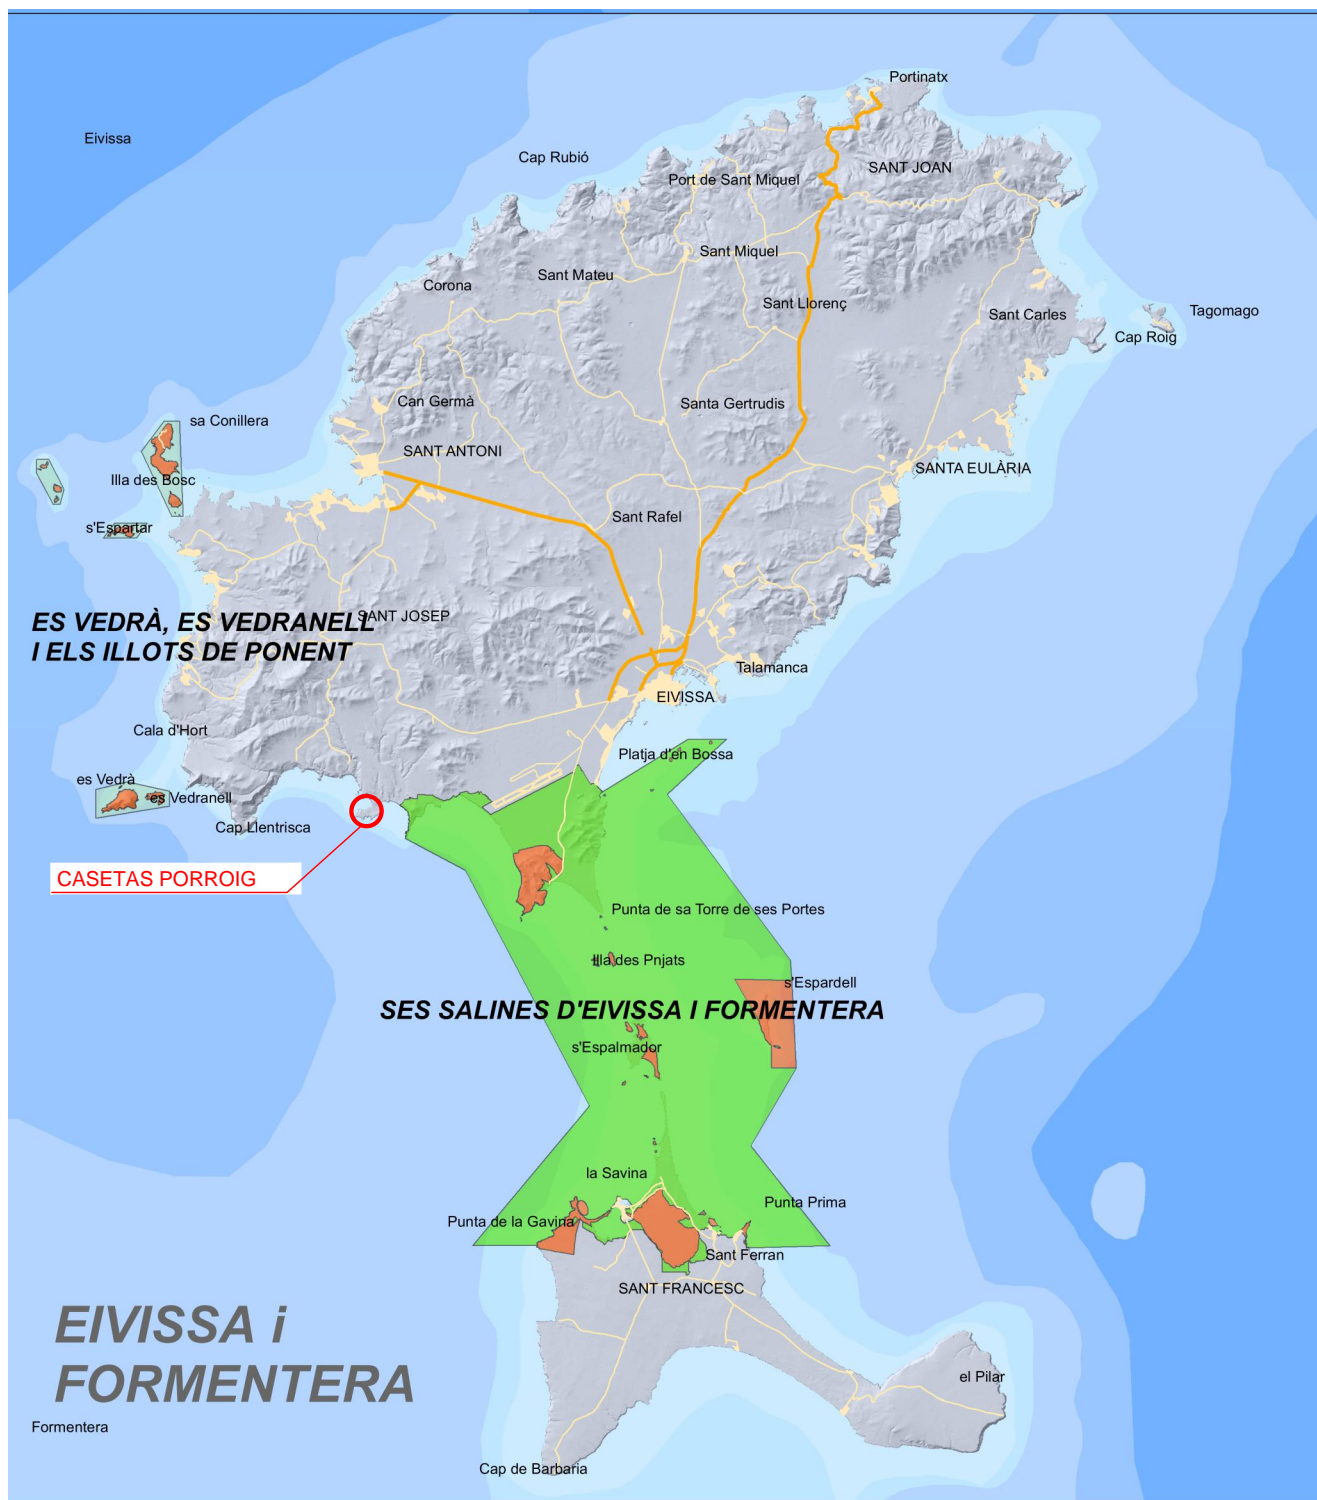 Portinatx
Eivissa
Cap Rubió
SANT JOAN
Port de Sant Miquel
Sant Miquel
Sant Mateu
Corona
Sant Llorenç
Tagomago
Sant Carles
Cap Roig
Can Germà
Santa Gertrudis
sa Conillera
SANT ANTONI
SANTA EULÀRIA
Illa des Bosc
Sant Rafel
s'Espartar
ES VEDRÀ, ES VEDRANELL
I ELS ILLOTS DE PONENT
SANT JOSEP
Talamanca
EIVISSA
Cala d'Hort
Platja d'en Bossa
es Vedrà
es Vedranell
Cap Llentrisca
CASETAS PORROIG
Punta de sa Torre de ses Portes
Illa des Pnjats
s'Espardell
SES SALINES D'EIVISSA I FORMENTERA
s'Espalmador
la Savina
Punta Prima
Punta de la Gavina
Sant Ferran
SANT FRANCESC
EIVISSA i
FORMENTERA
el Pilar
Formentera
Cap de Barbaria